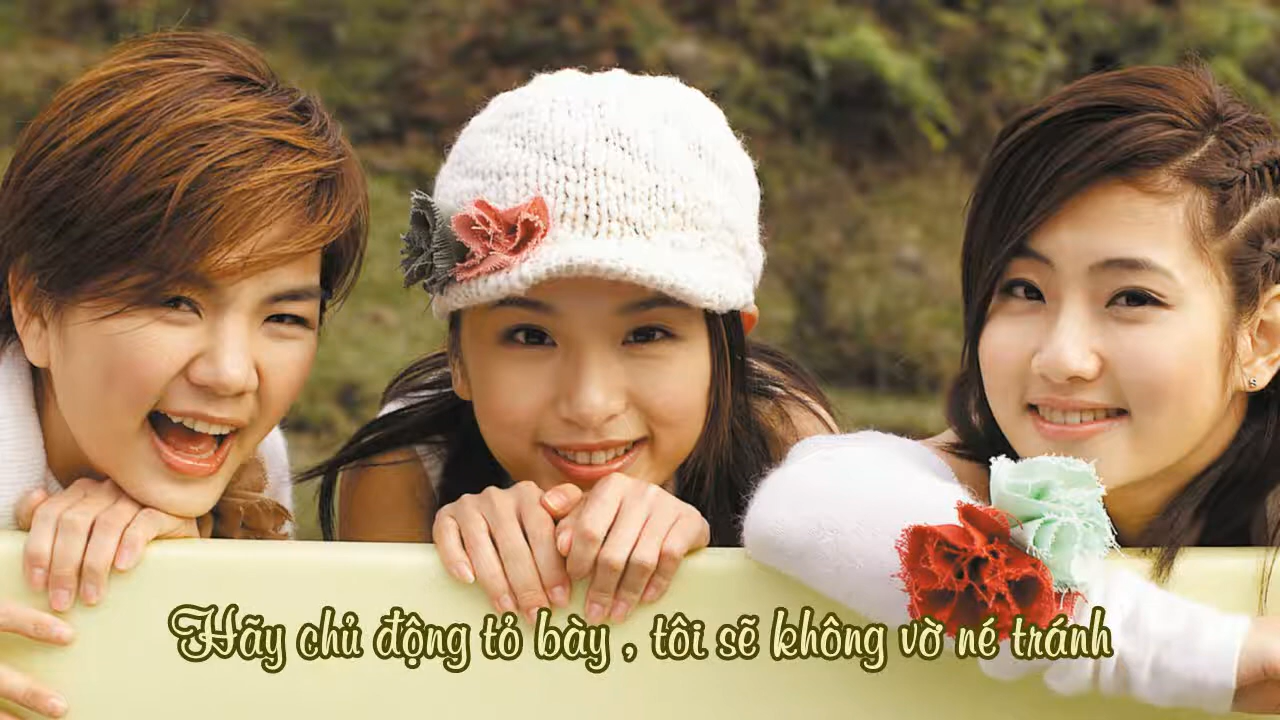 Hãy chủ động tỏ bày , tôi sẽ không vờ né tránh